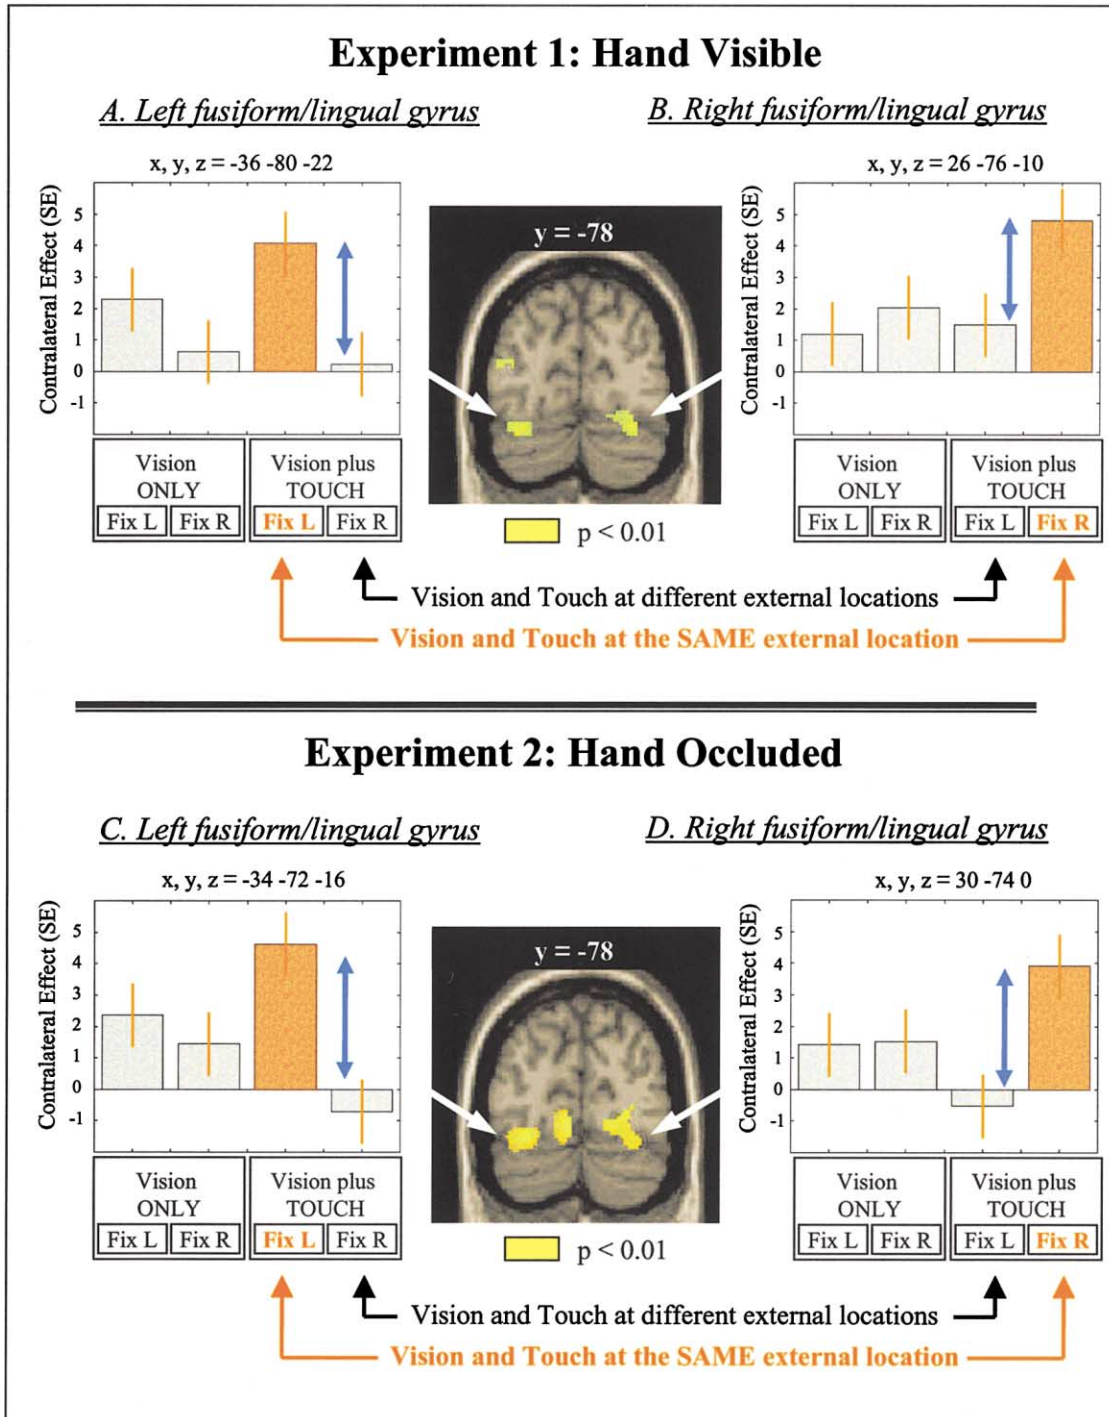 Experiment 1: Hand Visible
A. Left fusiform/lingual gyrus
x, y, z = -36 -80 -22
Contralateral Effect (SE)
5
4
3
2
1
0
-1
Vision ONLY
Fix L Fix R
Vision plus TOUCH
Fix L Fix R
y = -78
p < 0.01
B. Right fusiform/lingual gyrus
x, y, z = 26 -76 -10
Contralateral Effect (SE)
5
4
3
2
1
0
-1
Vision ONLY
Fix L Fix R
Vision plus TOUCH
Fix L Fix R
Vision and Touch at different external locations
Vision and Touch at the SAME external location
Experiment 2: Hand Occluded
C. Left fusiform/lingual gyrus
x, y, z = -34 -72 -16
Contralateral Effect (SE)
5
4
3
2
1
0
-1
Vision ONLY
Fix L Fix R
Vision plus TOUCH
Fix L Fix R
y = -78
p < 0.01
D. Right fusiform/lingual gyrus
x, y, z = 30 -74 0
Contralateral Effect (SE)
5
4
3
2
1
0
-1
Vision ONLY
Fix L Fix R
Vision plus TOUCH
Fix L Fix R
Vision and Touch at different external locations
Vision and Touch at the SAME external location